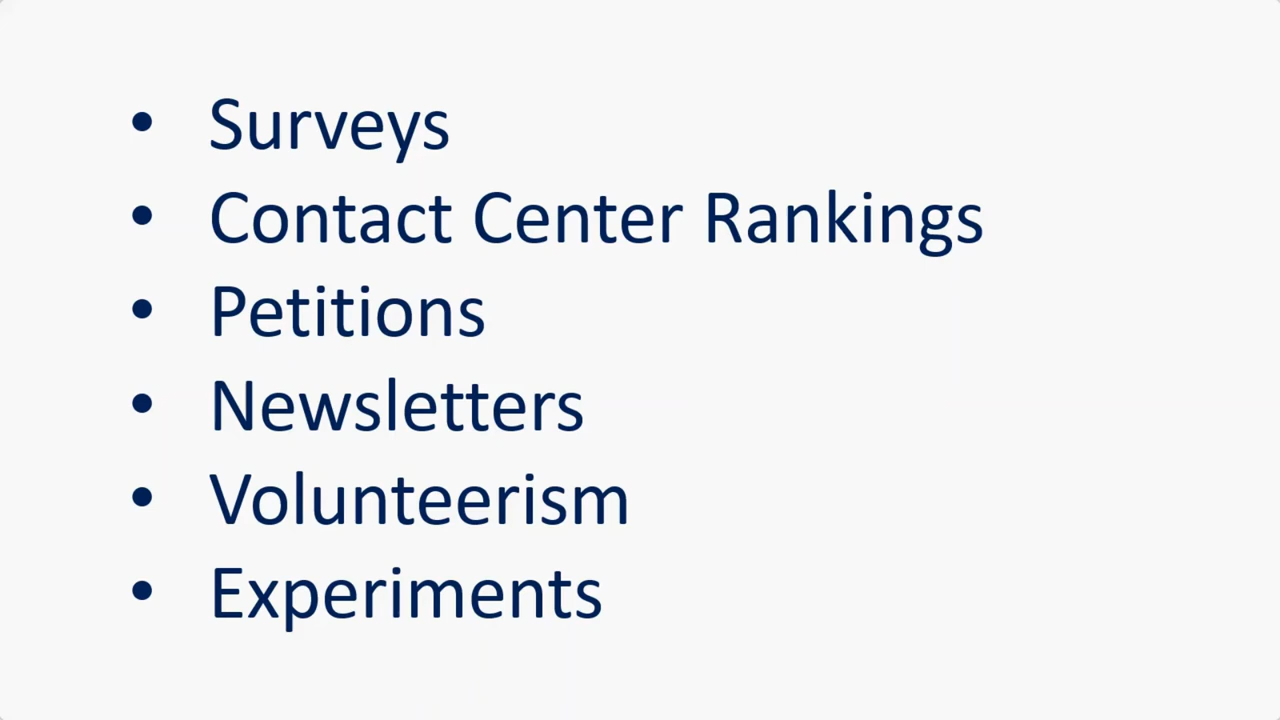 • Surveys
• Contact Center Rankings
• Petitions
• Newsletters
• Volunteerism
• Experiments